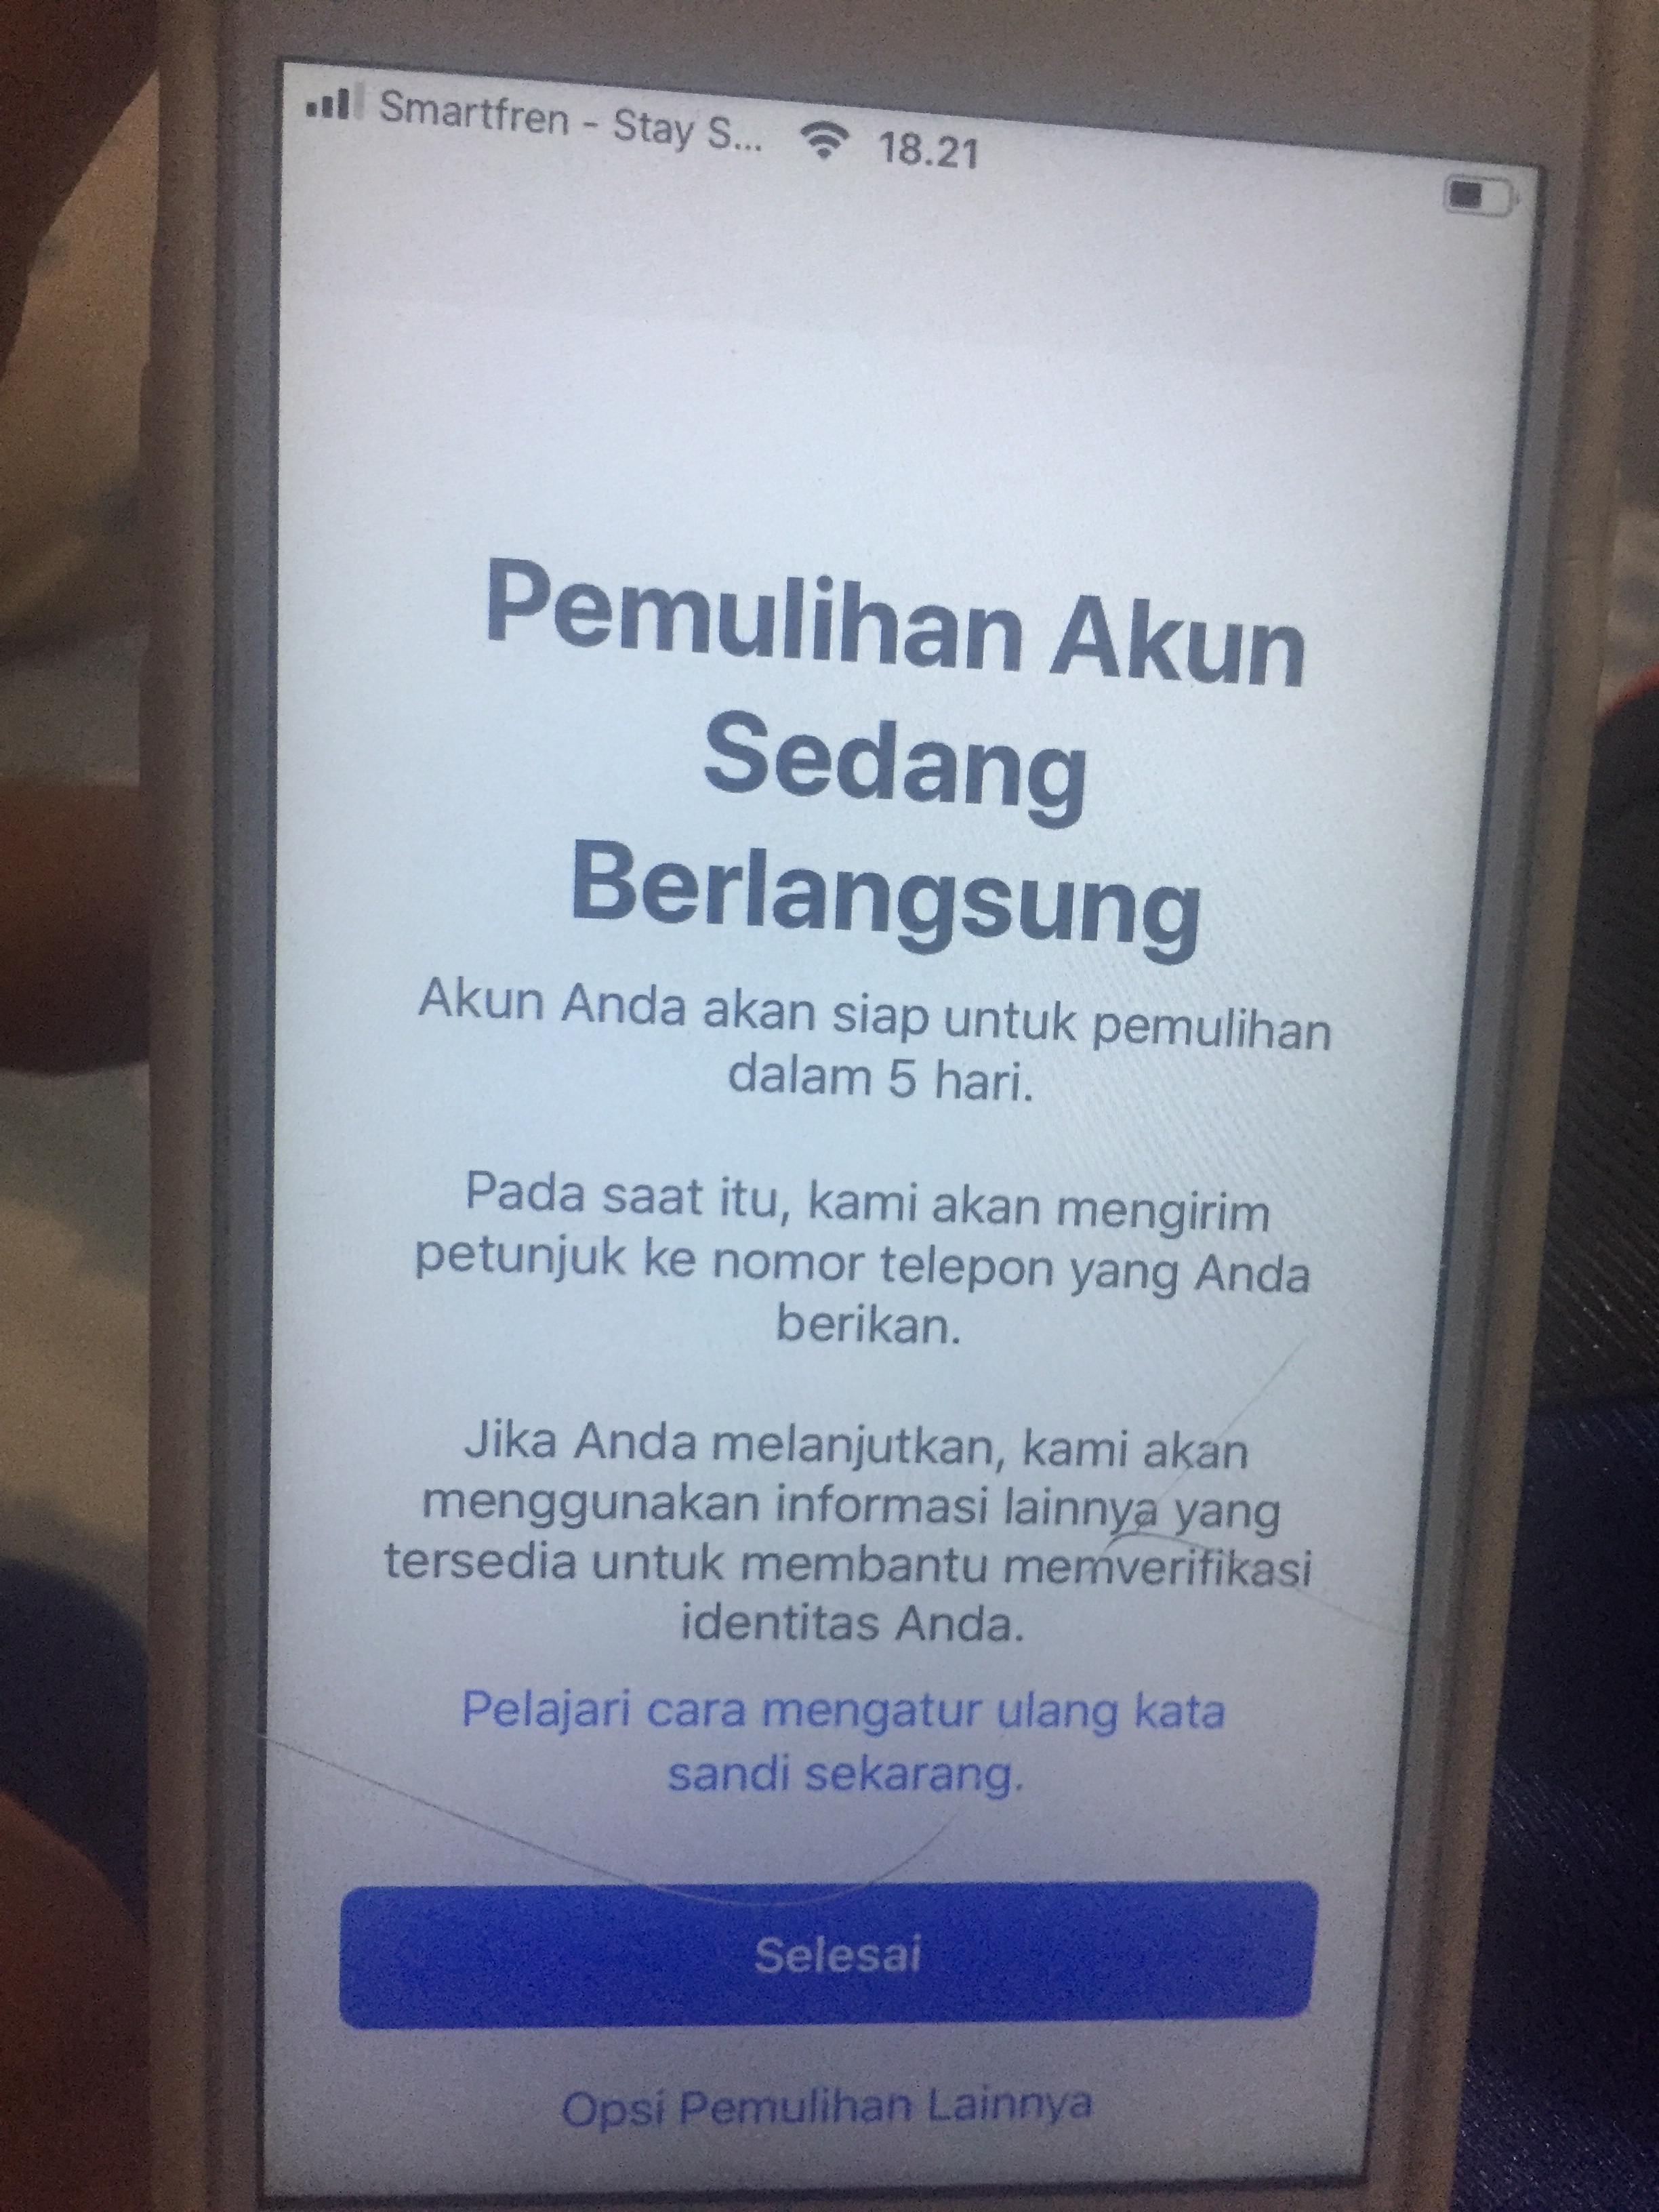 Smartfren - Stay S... 18.21
Pemulihan Akun
Sedang
Berlangsung
Akun Anda akan siap untuk pemulihan
dalam 5 hari.
Pada saat itu, kami akan mengirim
petunjuk ke nomor telepon yang Anda
berikan.
Jika Anda melanjutkan, kami akan
menggunakan informasi lainnya yang
tersedia untuk membantu memverifikasi
identitas Anda.
Pelajari cara mengatur ulang kata
sandi sekarang.
Selesai
Opsi Pemulihan Lainnya